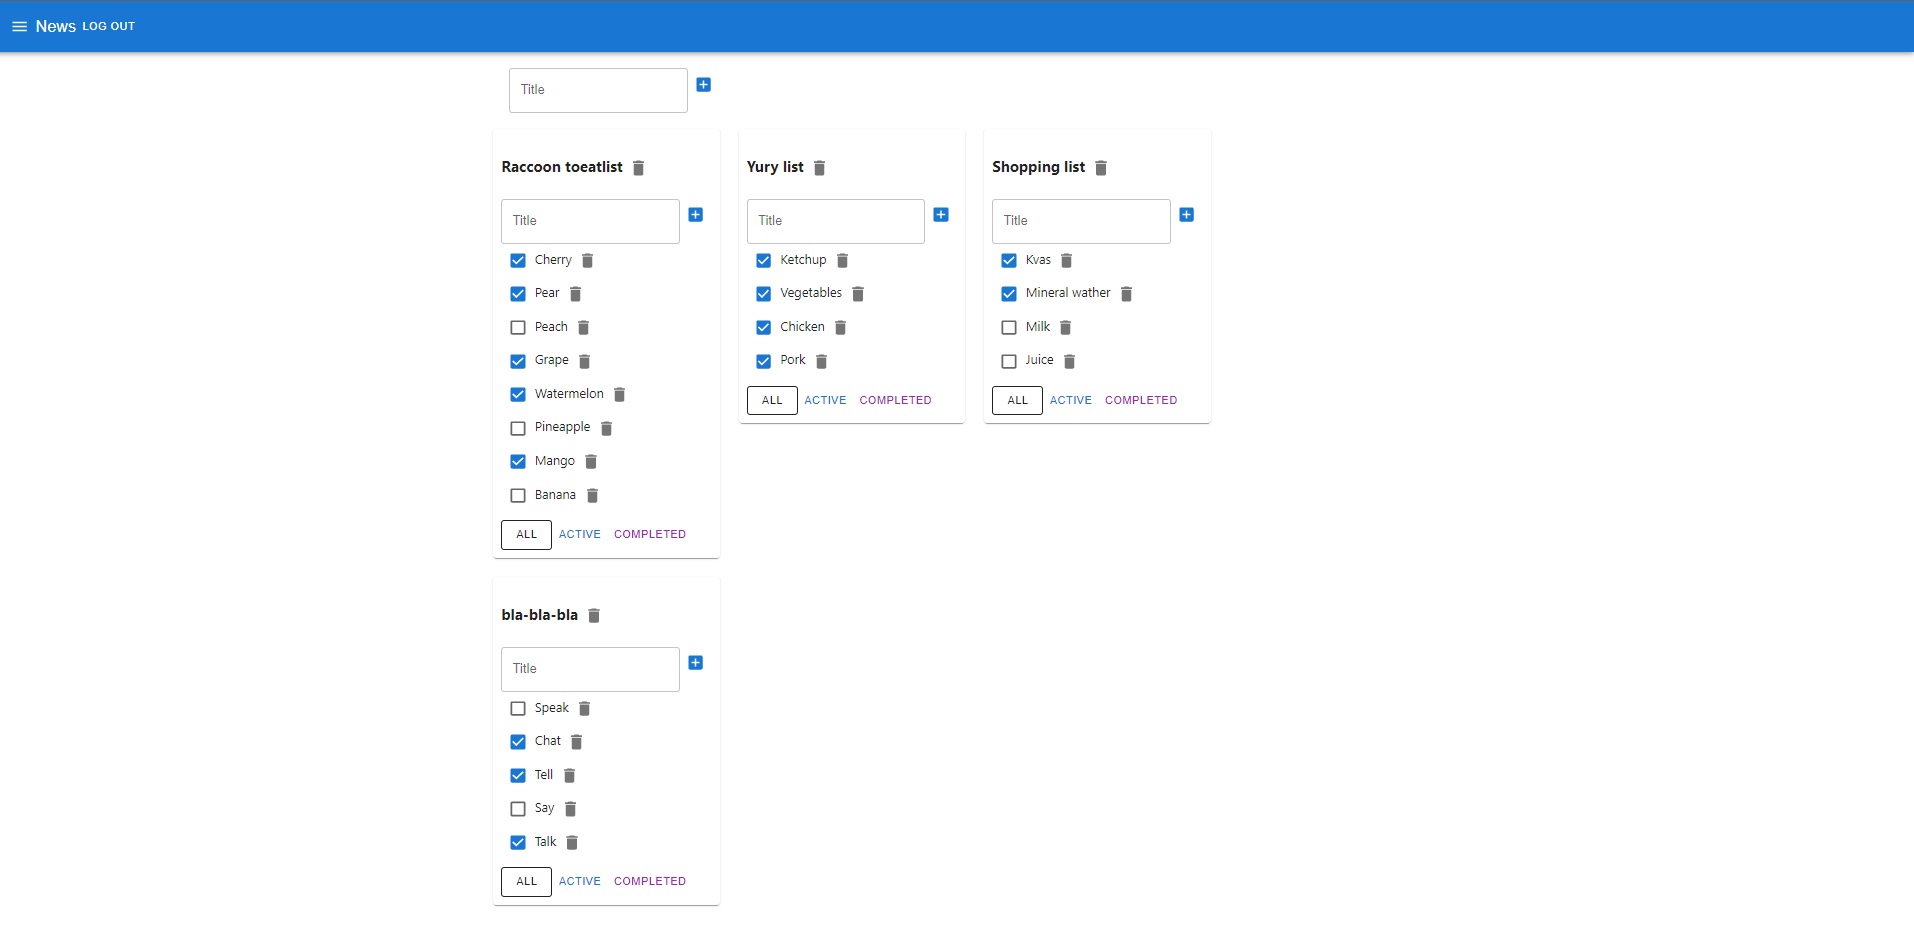 News LOG OUT
Title
Raccoon toeatlist
Title
Cherry
Pear
Peach
Grape
Watermelon
Pineapple
Mango
Banana
ALL ACTIVE COMPLETED
Yury list
Title
Ketchup
Vegetables
Chicken
Pork
ALL ACTIVE COMPLETED
Shopping list
Title
Kvas
Mineral wather
Milk
Juice
ALL ACTIVE COMPLETED
bla-bla-bla
Title
Speak
Chat
Tell
Say
Talk
ALL ACTIVE COMPLETED